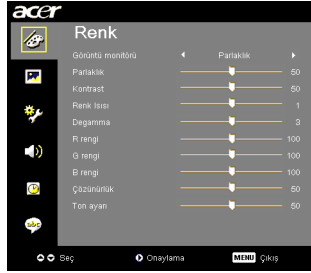 acer
Renk
Görüntü monitörü Parlaklık
Parlaklık 50
Kontrast 50
Renk Isısı 1
Degamma 3
R rengi 100
G rengi 100
B rengi 100
Çözünürlük 50
Ton ayarı 50
abc
Seç Onaylama MENU Çıkış